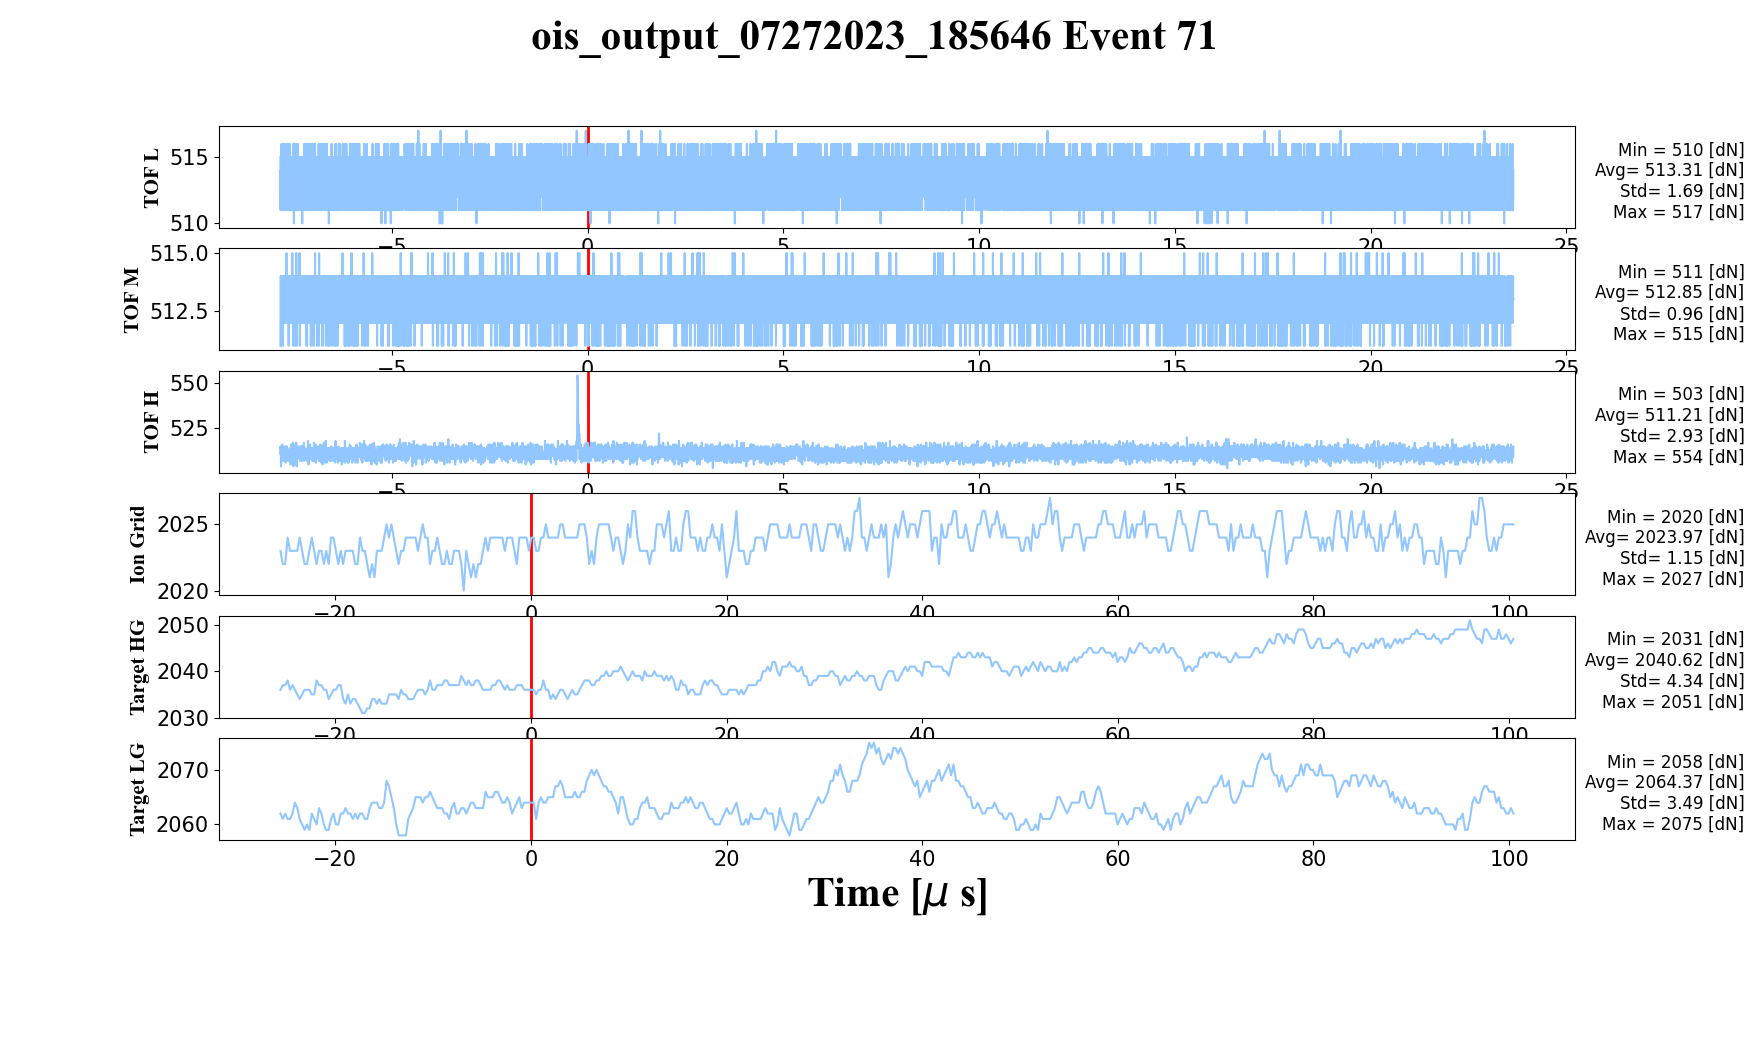 ois_output_07272023_185646 Event 71
TOF L
515
510
−5
0
5
10
15
20
25
Min = 510 [dN]
Avg= 513.31 [dN]
Std= 1.69 [dN]
Max = 517 [dN]
TOF M
515.0
512.5
−5
0
5
10
15
20
25
Min = 511 [dN]
Avg= 512.85 [dN]
Std= 0.96 [dN]
Max = 515 [dN]
TOF H
550
525
−5
0
5
10
15
20
25
Min = 503 [dN]
Avg= 511.21 [dN]
Std= 2.93 [dN]
Max = 554 [dN]
Ion Grid
2025
2020
−20
0
20
40
60
80
100
Min = 2020 [dN]
Avg= 2023.97 [dN]
Std= 1.15 [dN]
Max = 2027 [dN]
Target HG
2050
2040
2030
−20
0
20
40
60
80
100
Min = 2031 [dN]
Avg= 2040.62 [dN]
Std= 4.34 [dN]
Max = 2051 [dN]
Target LG
2070
2060
−20
0
20
40
60
80
100
Min = 2058 [dN]
Avg= 2064.37 [dN]
Std= 3.49 [dN]
Max = 2075 [dN]
Time [μ s]